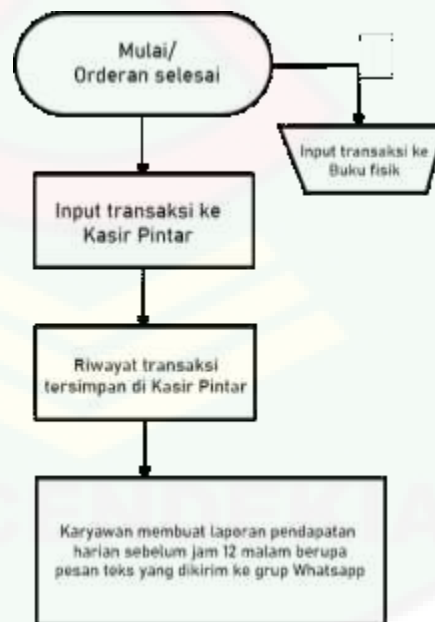 Mulai/
Orderan selesai
Input transaksi ke
Buku fisik
Input transaksi ke
Kasir Pintar
Riwayat transaksi
tersimpan di Kasir Pintar
Karyawan membuat laporan pendapatan
harian sebelum jam 12 malam berupa
pesan teks yang dikirim ke grup Whatsapp